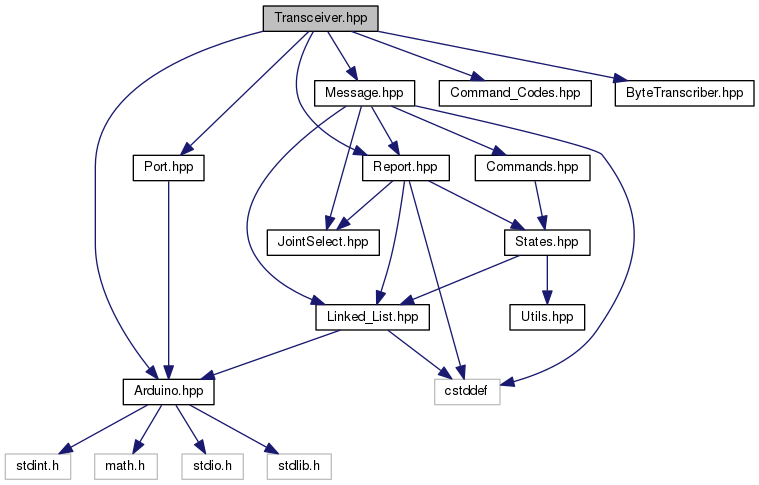 Transceiver.hpp
Message.hpp
Command_Codes.hpp
ByteTranscriber.hpp
Port.hpp
Report.hpp
Commands.hpp
JointSelect.hpp
States.hpp
Linked_List.hpp
Utils.hpp
Arduino.hpp
cstddef
stdint.h
math.h
stdio.h
stdlib.h